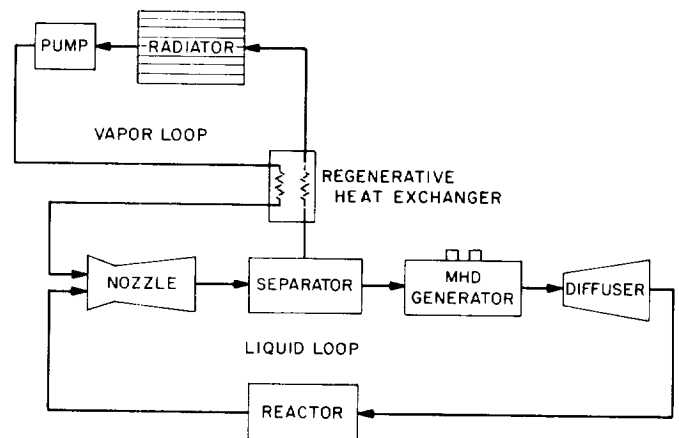 PUMP
RADIATOR
VAPOR LOOP
REGENERATIVE
HEAT EXCHANGER
NOZZLE
SEPARATOR
MHD
GENERATOR
DIFFUSER
LIQUID LOOP
REACTOR